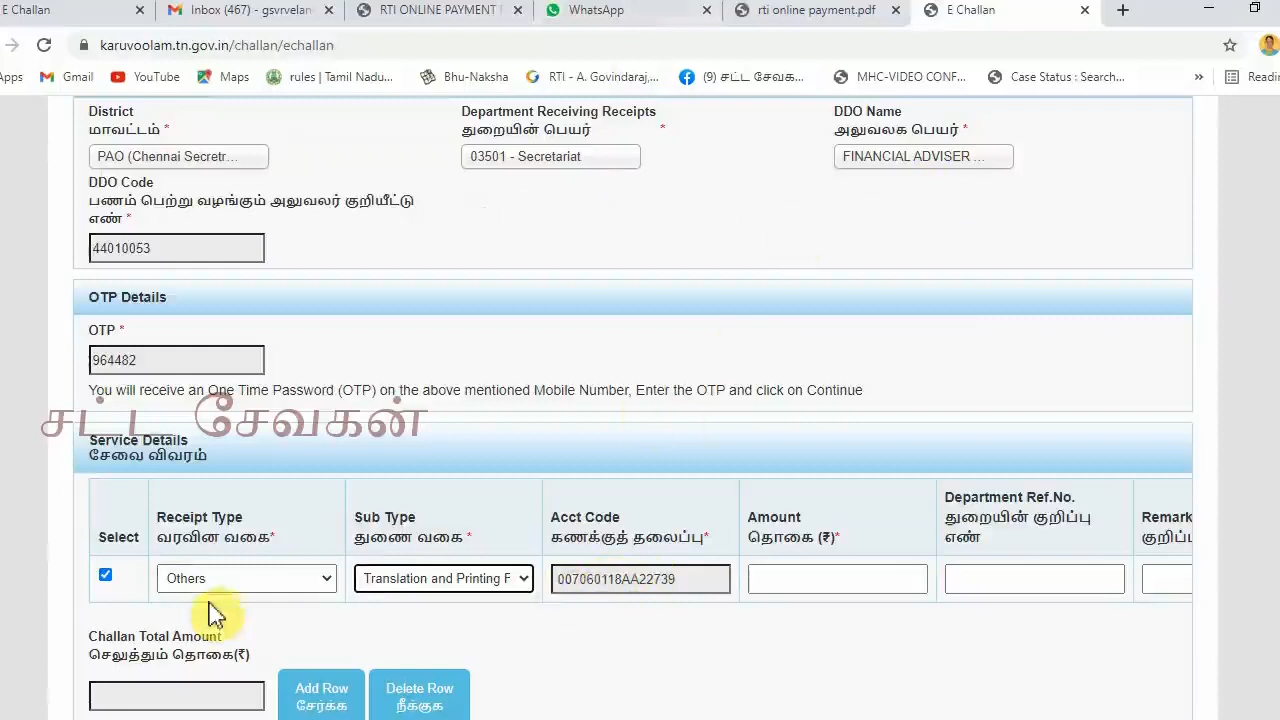 E Challan
Inbox (467) - gsvrvelan
RTI ONLINE PAYMENT
WhatsApp
rti online payment.pdf
E Challan
karuvoolam.tn.gov.in/challan/echallan
Apps
Gmail
YouTube
Maps
rules | Tamil Nadu...
Bhu-Naksha
RTI - A. Govindaraj,...
(9) சட்ட சேவக...
MHC-VIDEO CONF...
Case Status : Search...
»
Readin
District
மாவட்டம் *
Department Receiving Receipts
துறையின் பெயர் *
DDO Name
அலுவலக பெயர் *
PAO (Chennai Secretr...
03501 - Secretariat
FINANCIAL ADVISER ...
DDO Code
பணம் பெற்று வழங்கும் அலுவலர் குறியீட்டு
எண் *
44010053
OTP Details
OTP *
964482
You will receive an One Time Password (OTP) on the above mentioned Mobile Number, Enter the OTP and click on Continue
சட்ட சேவகன்
Service Details
சேவை விவரம்
Select
Receipt Type
வரவின வகை*
Sub Type
துணை வகை *
Acct Code
கணக்குத் தலைப்பு*
Amount
தொகை (₹)*
Department Ref.No.
துறையின் குறிப்பு
எண்
Remark
குறிப்
Others
Translation and Printing F
007060118AA22739
Challan Total Amount
செலுத்தும் தொகை(₹)
Add Row
சேர்க்க
Delete Row
நீக்குக